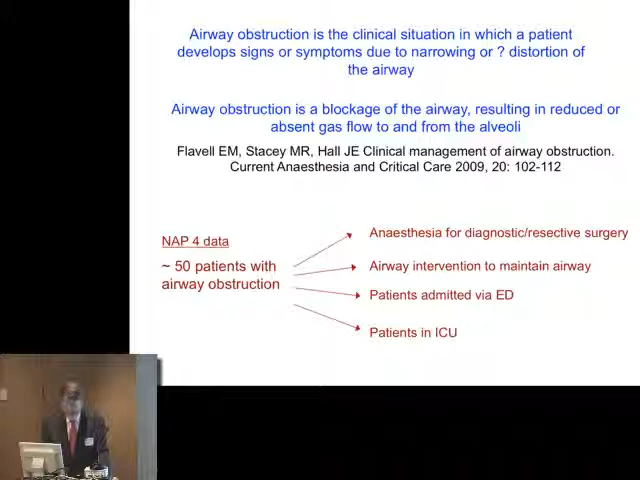 Airway obstruction is the clinical situation in which a patient
develops signs or symptoms due to narrowing or ? distortion of
the airway
Airway obstruction is a blockage of the airway, resulting in reduced or
absent gas flow to and from the alveoli
Flavell EM, Stacey MR, Hall JE Clinical management of airway obstruction.
Current Anaesthesia and Critical Care 2009, 20: 102-112
NAP 4 data
~ 50 patients with
airway obstruction
Anaesthesia for diagnostic/resective surgery
Airway intervention to maintain airway
Patients admitted via ED
Patients in ICU